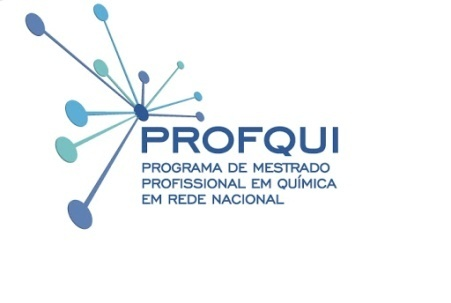 PROFQUI
PROGRAMA DE MESTRADO
PROFISSIONAL EM QUÍMICA
EM REDE NACIONAL